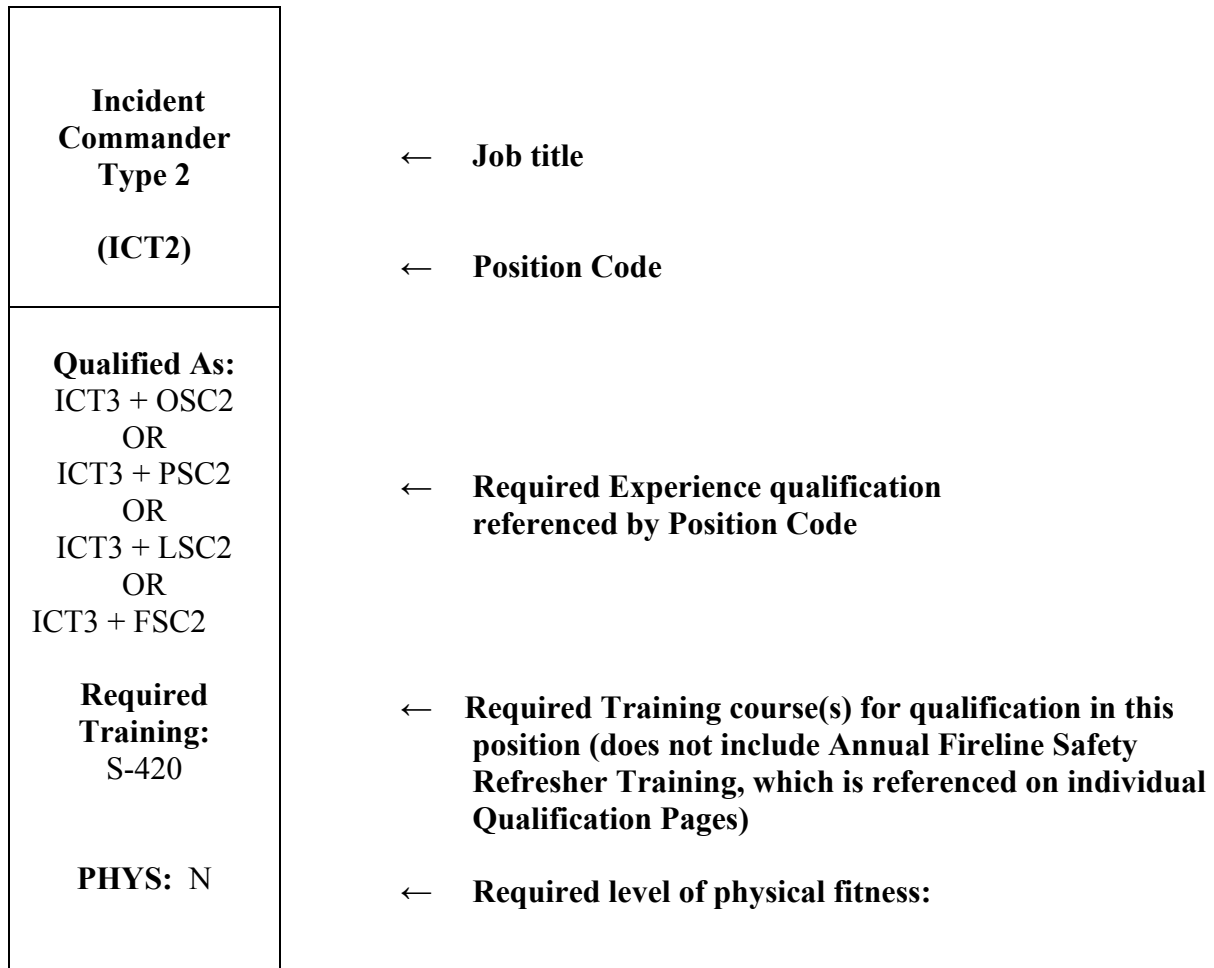 Incident
Commander
Type 2
← Job title
(ICT2)
← Position Code
Qualified As:
ICT3 + OSC2
OR
ICT3 + PSC2
OR
ICT3 + LSC2
OR
ICT3 + FSC2
← Required Experience qualification
referenced by Position Code
Required
Training:
S-420
← Required Training course(s) for qualification in this
position (does not include Annual Fireline Safety
Refresher Training, which is referenced on individual
Qualification Pages)
PHYS: N
← Required level of physical fitness: